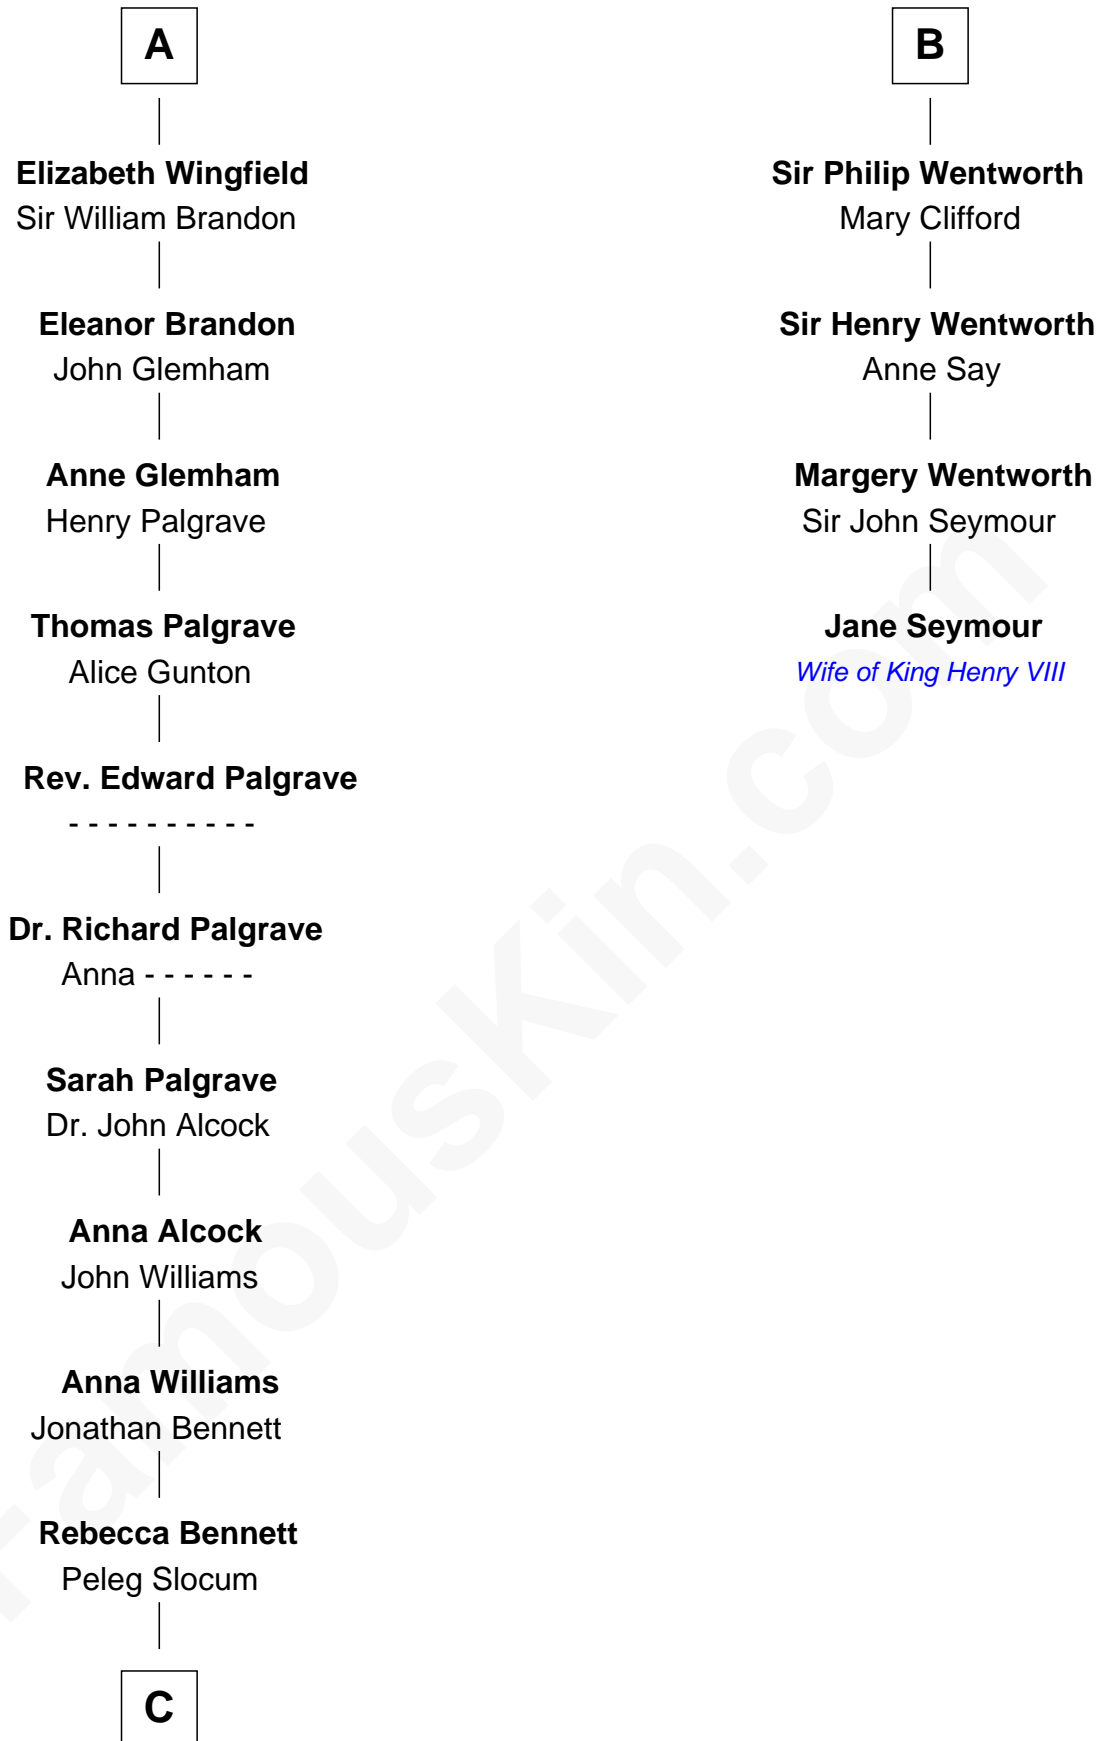 A
Elizabeth Wingfield
Sir William Brandon
Eleanor Brandon
John Glemham
Anne Glemham
Henry Palgrave
Thomas Palgrave
Alice Gunton
Rev. Edward Palgrave
- - - - - - - - - -
Dr. Richard Palgrave
Anna - - - - - -
Sarah Palgrave
Dr. John Alcock
Anna Alcock
John Williams
Anna Williams
Jonathan Bennett
Rebecca Bennett
Peleg Slocum
C
B
Sir Philip Wentworth
Mary Clifford
Sir Henry Wentworth
Anne Say
Margery Wentworth
Sir John Seymour
Jane Seymour
Wife of King Henry VIII
FamousKin.com